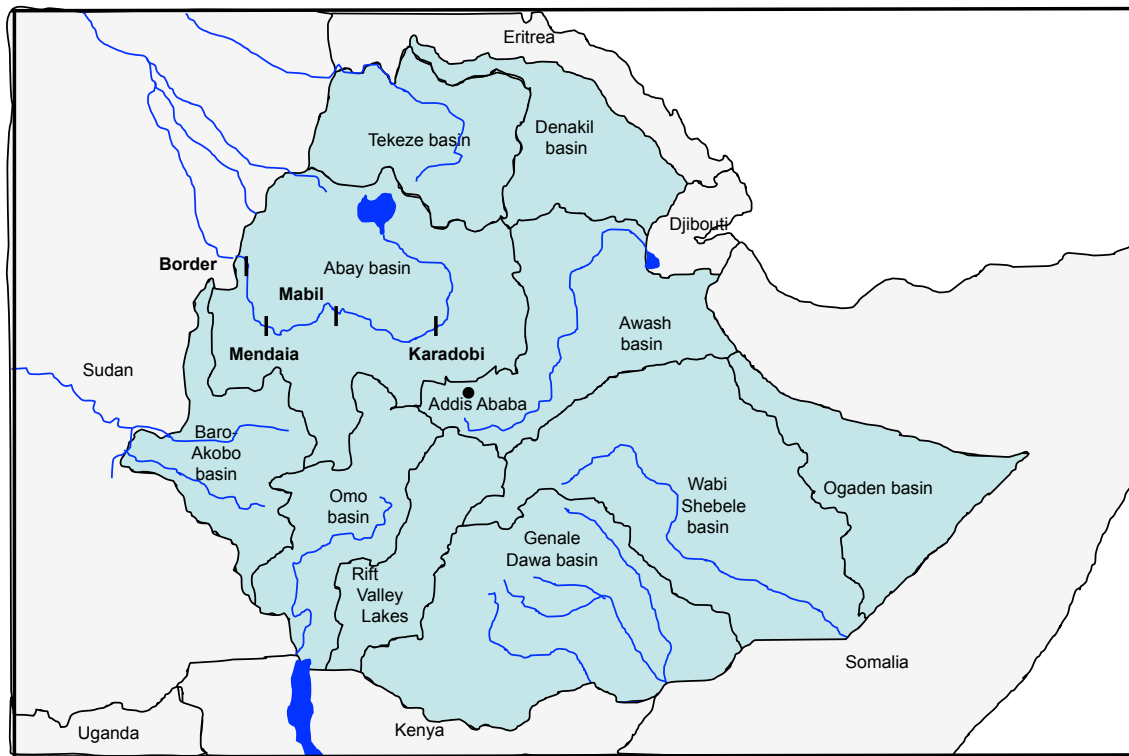 Eritrea
Tekeze basin
Denakil
basin
Djibouti
Border
Abay basin
Mabil
Mendaia
Karadobi
Awash
basin
Sudan
Addis Ababa
Baro-
Akobo
basin
Omo
basin
Wabi
Shebele
basin
Ogaden basin
Genale
Dawa basin
Rift
Valley
Lakes
Somalia
Uganda
Kenya